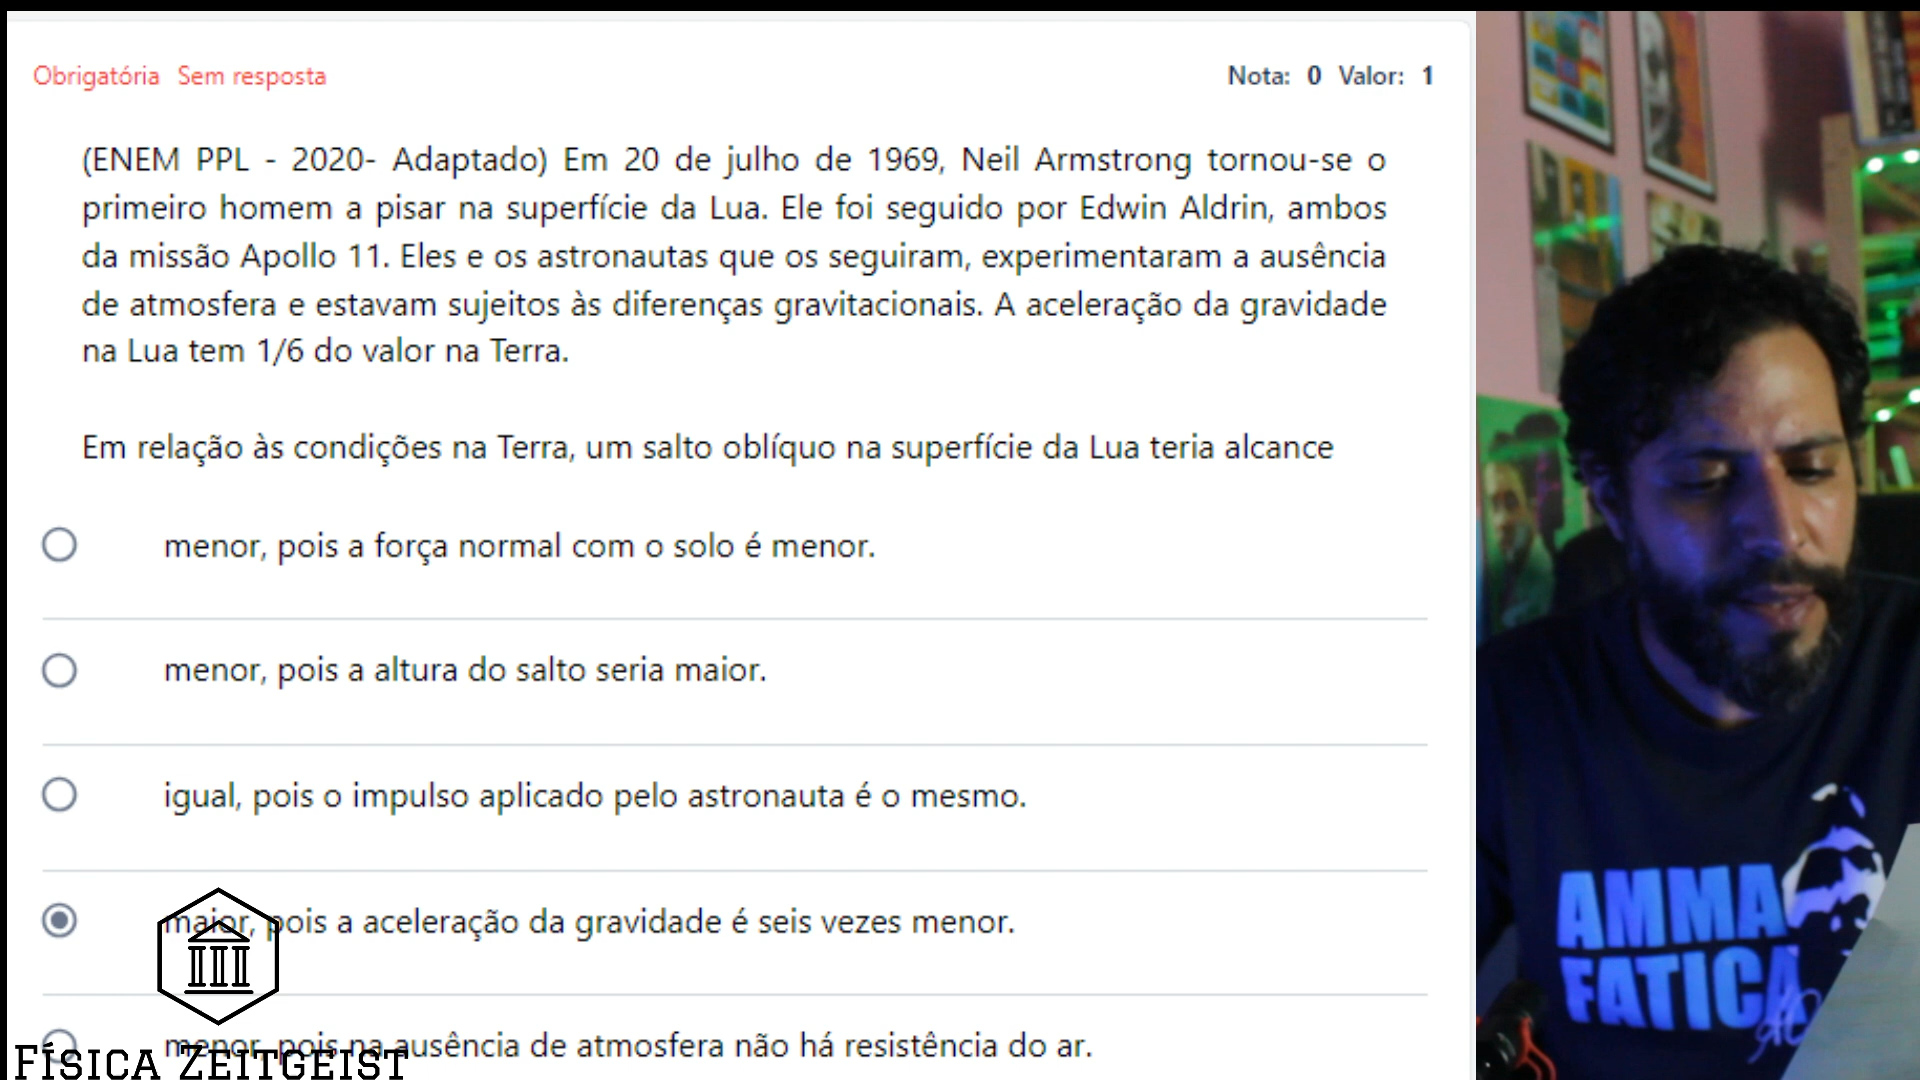 Obrigatória Sem resposta
Nota: 0 Valor: 1
(ENEM PPL - 2020- Adaptado) Em 20 de julho de 1969, Neil Armstrong tornou-se o
primeiro homem a pisar na superfície da Lua. Ele foi seguido por Edwin Aldrin, ambos
da missão Apollo 11. Eles e os astronautas que os seguiram, experimentaram a ausência
de atmosfera e estavam sujeitos às diferenças gravitacionais. A aceleração da gravidade
na Lua tem 1/6 do valor na Terra.
Em relação às condições na Terra, um salto oblíquo na superfície da Lua teria alcance
menor, pois a força normal com o solo é menor.
menor, pois a altura do salto seria maior.
igual, pois o impulso aplicado pelo astronauta é o mesmo.
maior, pois a aceleração da gravidade é seis vezes menor.
menor, pois na ausência de atmosfera não há resistência do ar.
FÍSICA ZEITGEIST
AMMA
FATICA